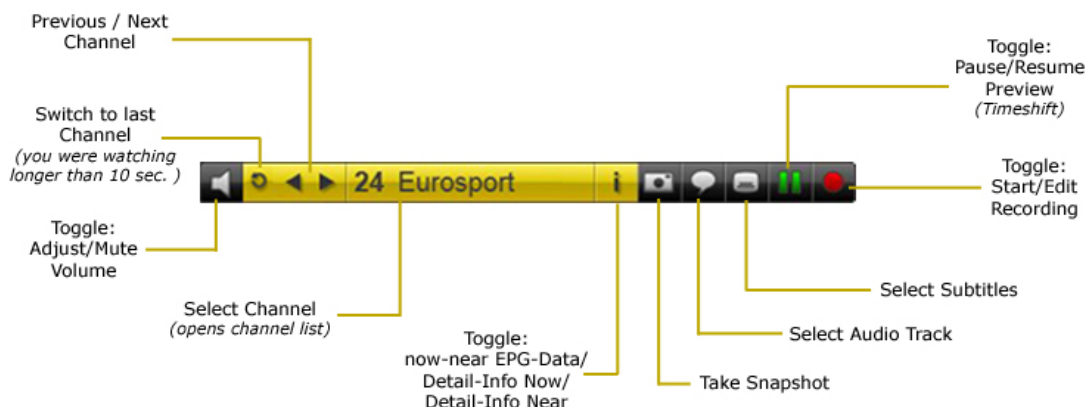 Previous / Next
Channel
Switch to last
Channel
(you were watching
longer than 10 sec. )
Toggle:
Adjust/Mute
Volume
Select Channel
(opens channel list)
24 Eurosport
i
Toggle:
now-near EPG-Data/
Detail-Info Now/
Detail-Info Near
Take Snapshot
Select Audio Track
Select Subtitles
Toggle:
Pause/Resume
Preview
(Timeshift)
Toggle:
Start/Edit
Recording